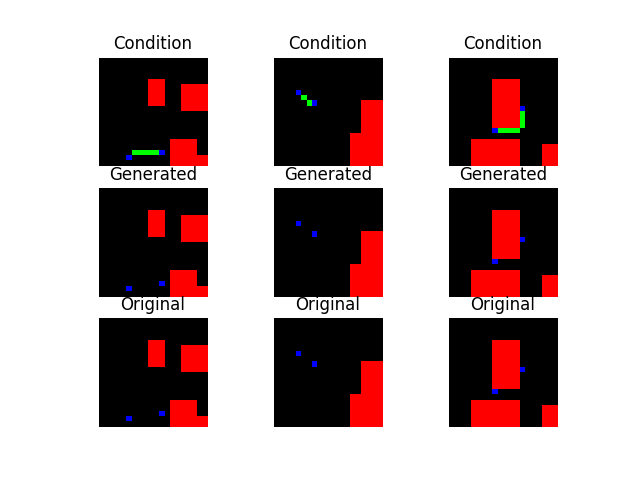 Condition Condition Condition
Generated Generated Generated
Original Original Original